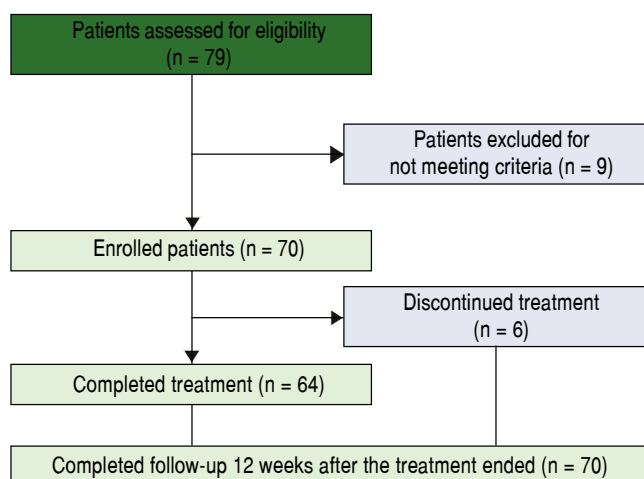 Patients assessed for eligibility
(n = 79)
Patients excluded for
not meeting criteria (n = 9)
Enrolled patients (n = 70)
Discontinued treatment
(n = 6)
Completed treatment (n = 64)
Completed follow-up 12 weeks after the treatment ended (n = 70)